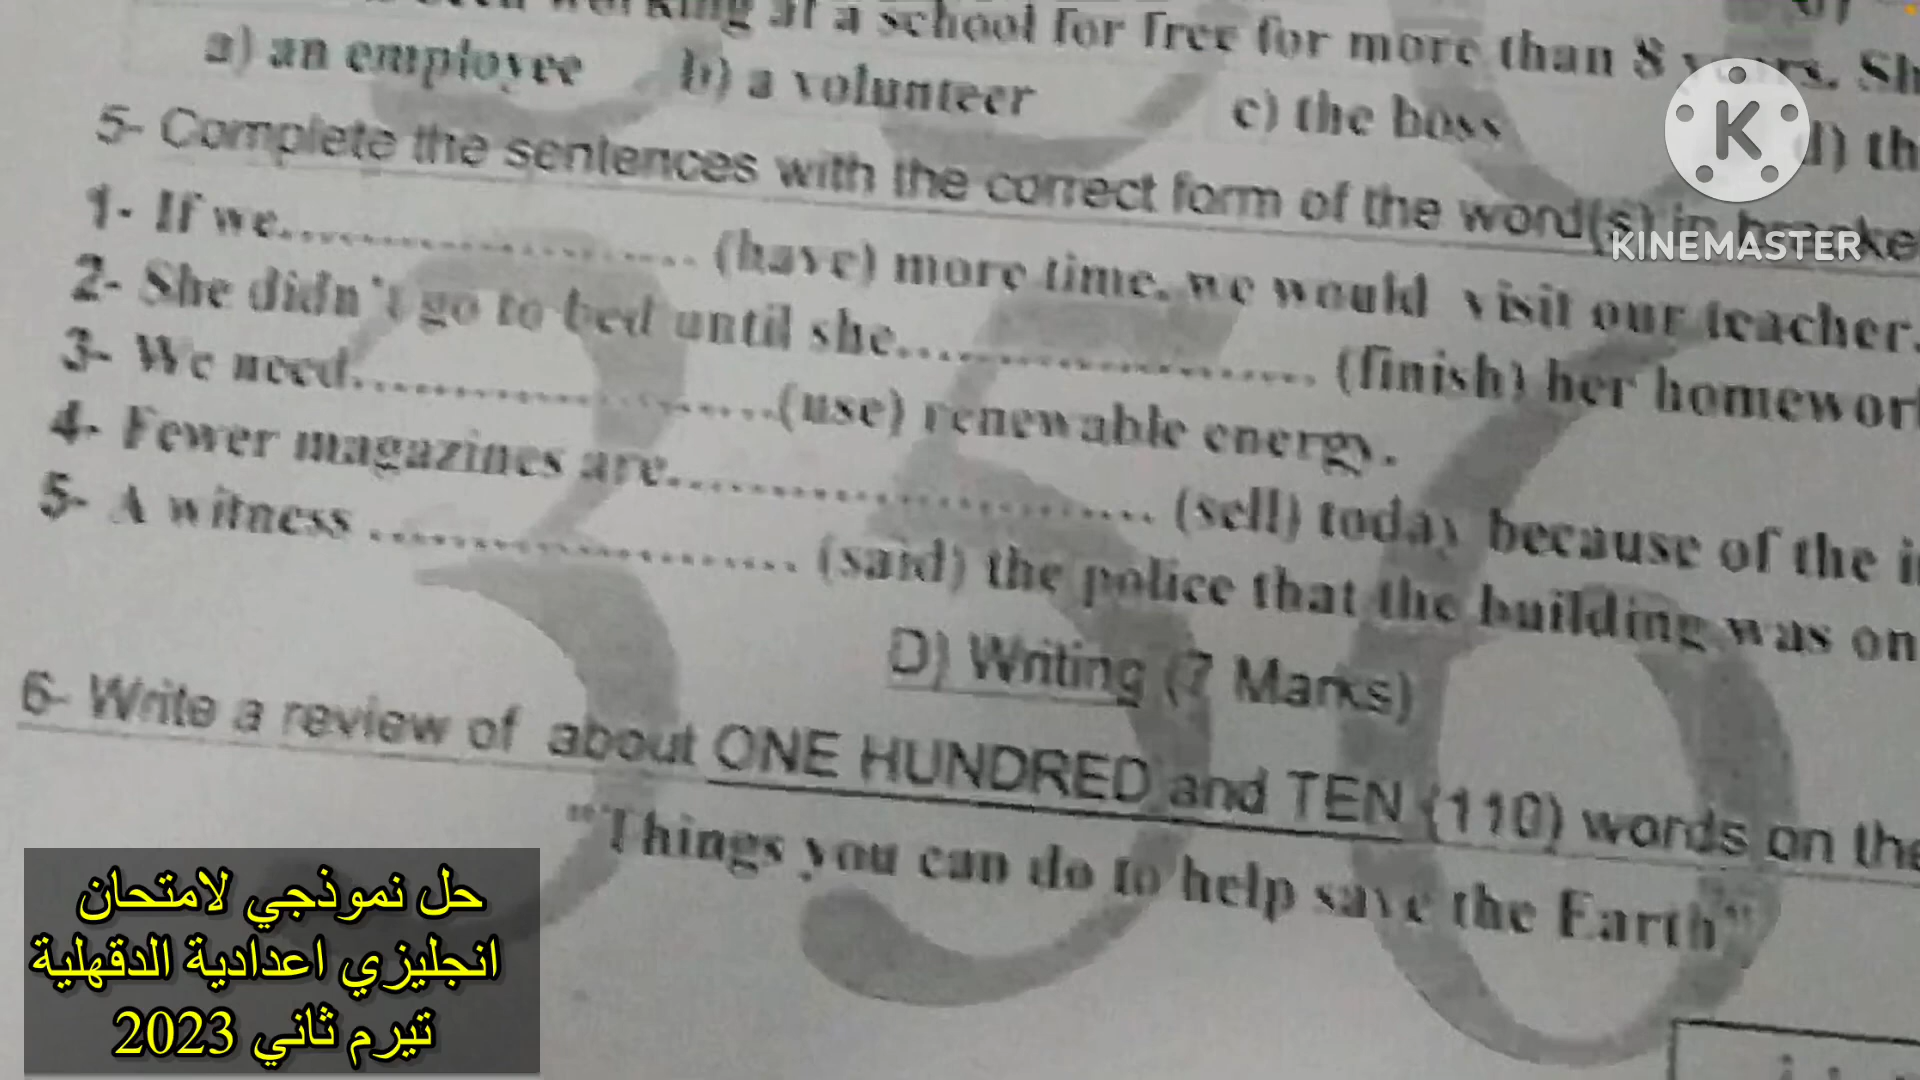 working at a school for free for more than 8 years. Sh
a) an employee b) a volunteer c) the boss d) th
5- Complete the sentences with the correct form of the word(s) in
1- If we.................... (have) more time, we would visit our teacher.
2- She didn't go to bed until she.................... (finish) her homewor
3- We need....................(use) renewable energy.
4- Fewer magazines are.................... (sell) today because of the i
5- A witness .................... (said) the police that the building was on
D) Writing (7 Marks)
6- Write a review of about ONE HUNDRED and TEN (110) words on the
"Things you can do to help save the Earth"
K
KINEMASTER
حل نموذجي لامتحان
انجليزي اعدادية الدقهلية
تيرم ثاني 2023